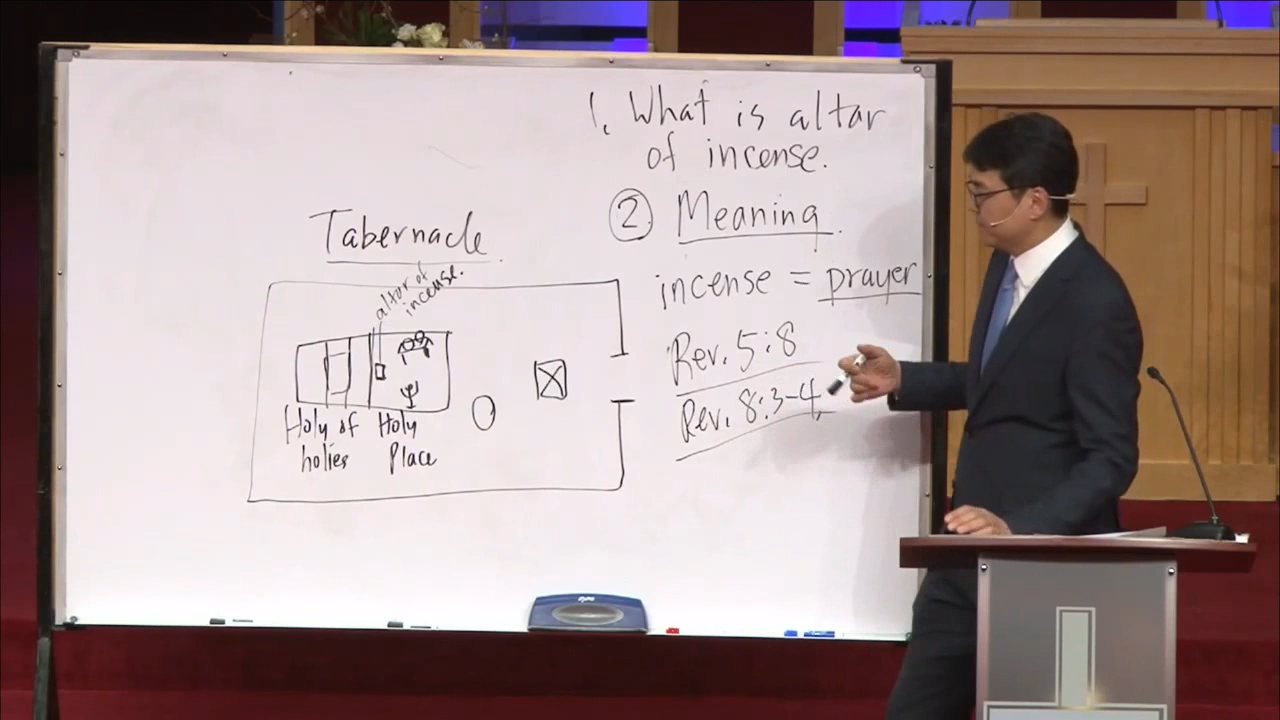 1. What is altar
of incense.
② Meaning.
incense = prayer
Rev. 5:8
Rev. 8:3-4.
Tabernacle
altar of
incense.
Holy of
holies
Holy
Place